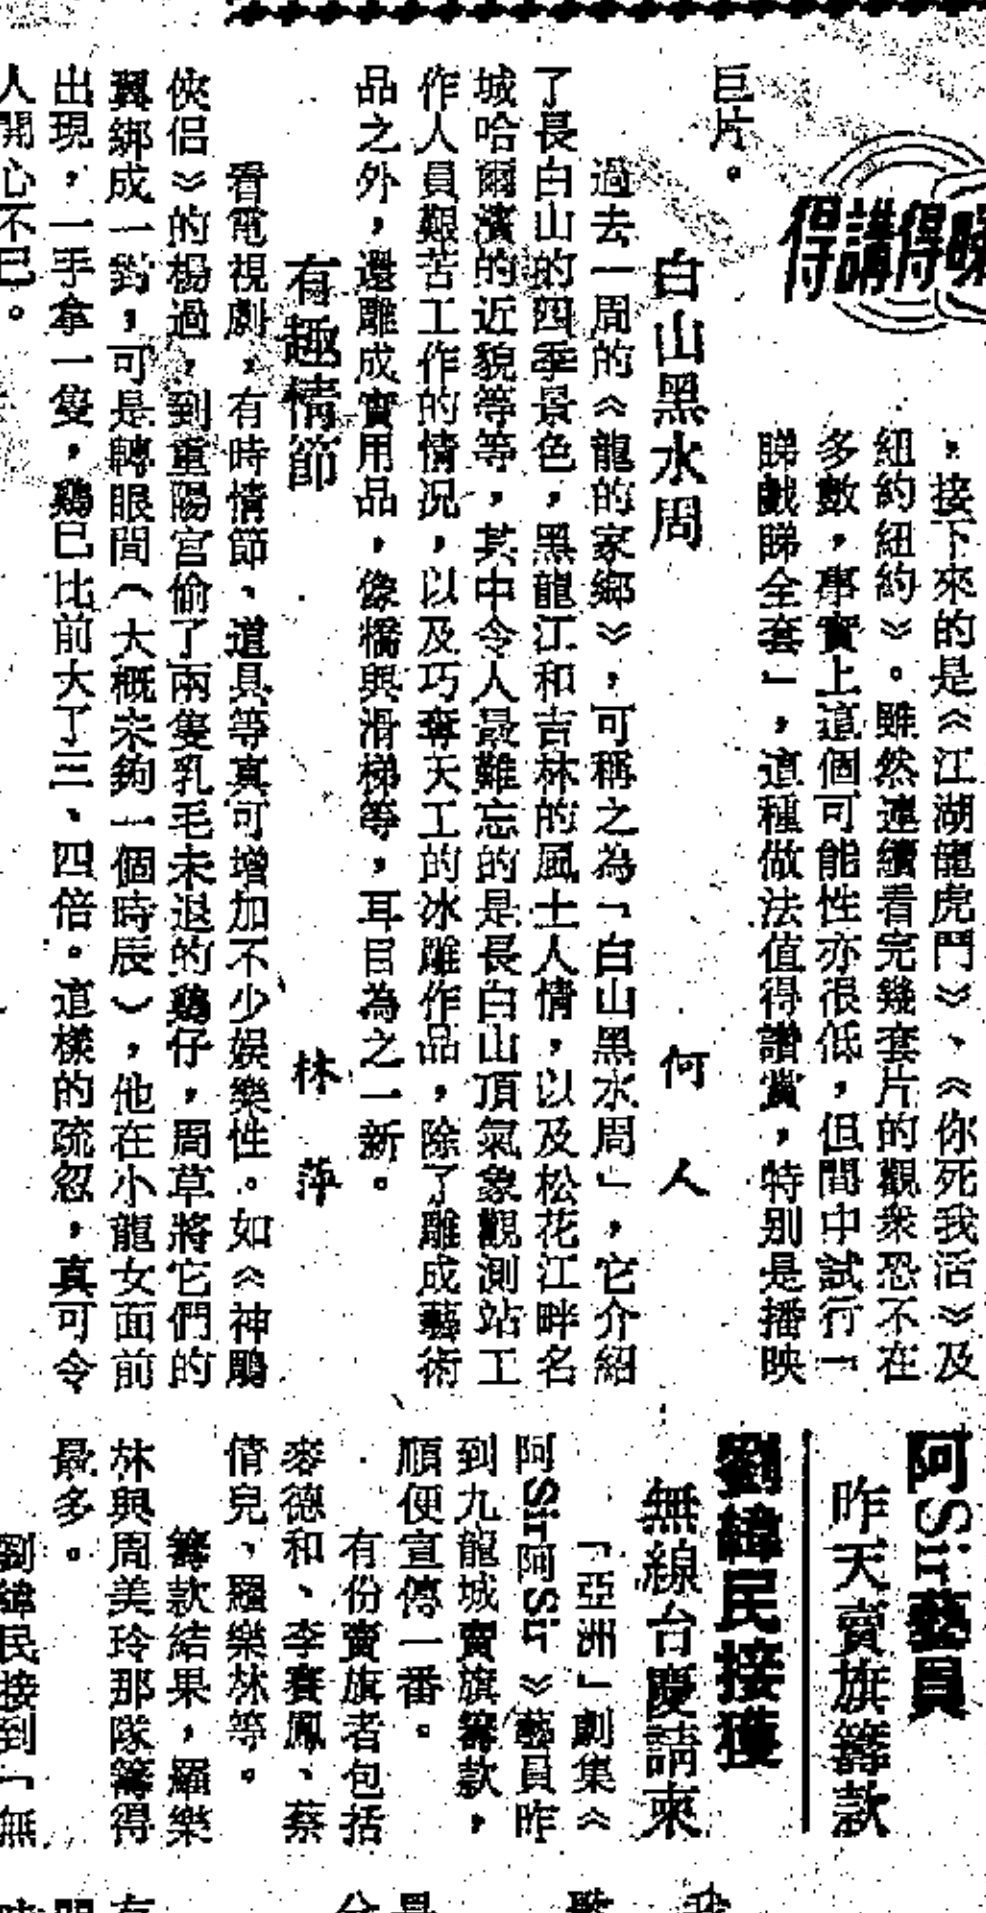 得講得睇
，接下來的是《江湖龍虎鬥》、《你死我活》及
紐約紐約》。雖然連續看完幾套片的觀衆恐不在
多數，事實上這個可能性亦很低，但間中試行一
睇戲睇全套」，這種做法值得讚賞，特別是播映
巨片。
白山黑水周　何人
過去一周的《龍的家鄉》，可稱之為「白山黑水周」，它介紹
了長白山的四季景色，黑龍江和吉林的風土人情，以及松花江畔名
城哈爾濱的近貌等等，其中令人最難忘的是長白山頂氣象觀測站工
作人員艱苦工作的情況，以及巧奪天工的冰雕作品，除了雕成藝術
品之外，還雕成實用品，像橋與滑梯等，耳目為之一新。
有趣情節　林萍
看電視劇，有時情節、道具等真可增加不少娛樂性。如《神鵰
俠侶》的楊過，到重陽宮偷了兩隻乳毛未退的鷄仔，周草將它們的
翼綁成一對，可是轉眼間（大概未夠一個時辰），他在小龍女面前
出現，一手拿一隻，鷄巳比前大了三、四倍。這樣的疏忽，真可令
人開心不已。
阿Sir藝員
昨天賣旗籌款
劉緯民接獲
無線台慶請柬
「亞洲」劇集《
阿Sir阿Sir》藝員昨
到九龍城賣旗籌款，
順便宣傳一番。
有份賣旗者包括
麥德和、李賽鳳、蔡
倩兒、羅樂林等。
籌款結果，羅樂
林與周美玲那隊籌得
最多。
劉緯民接到「無